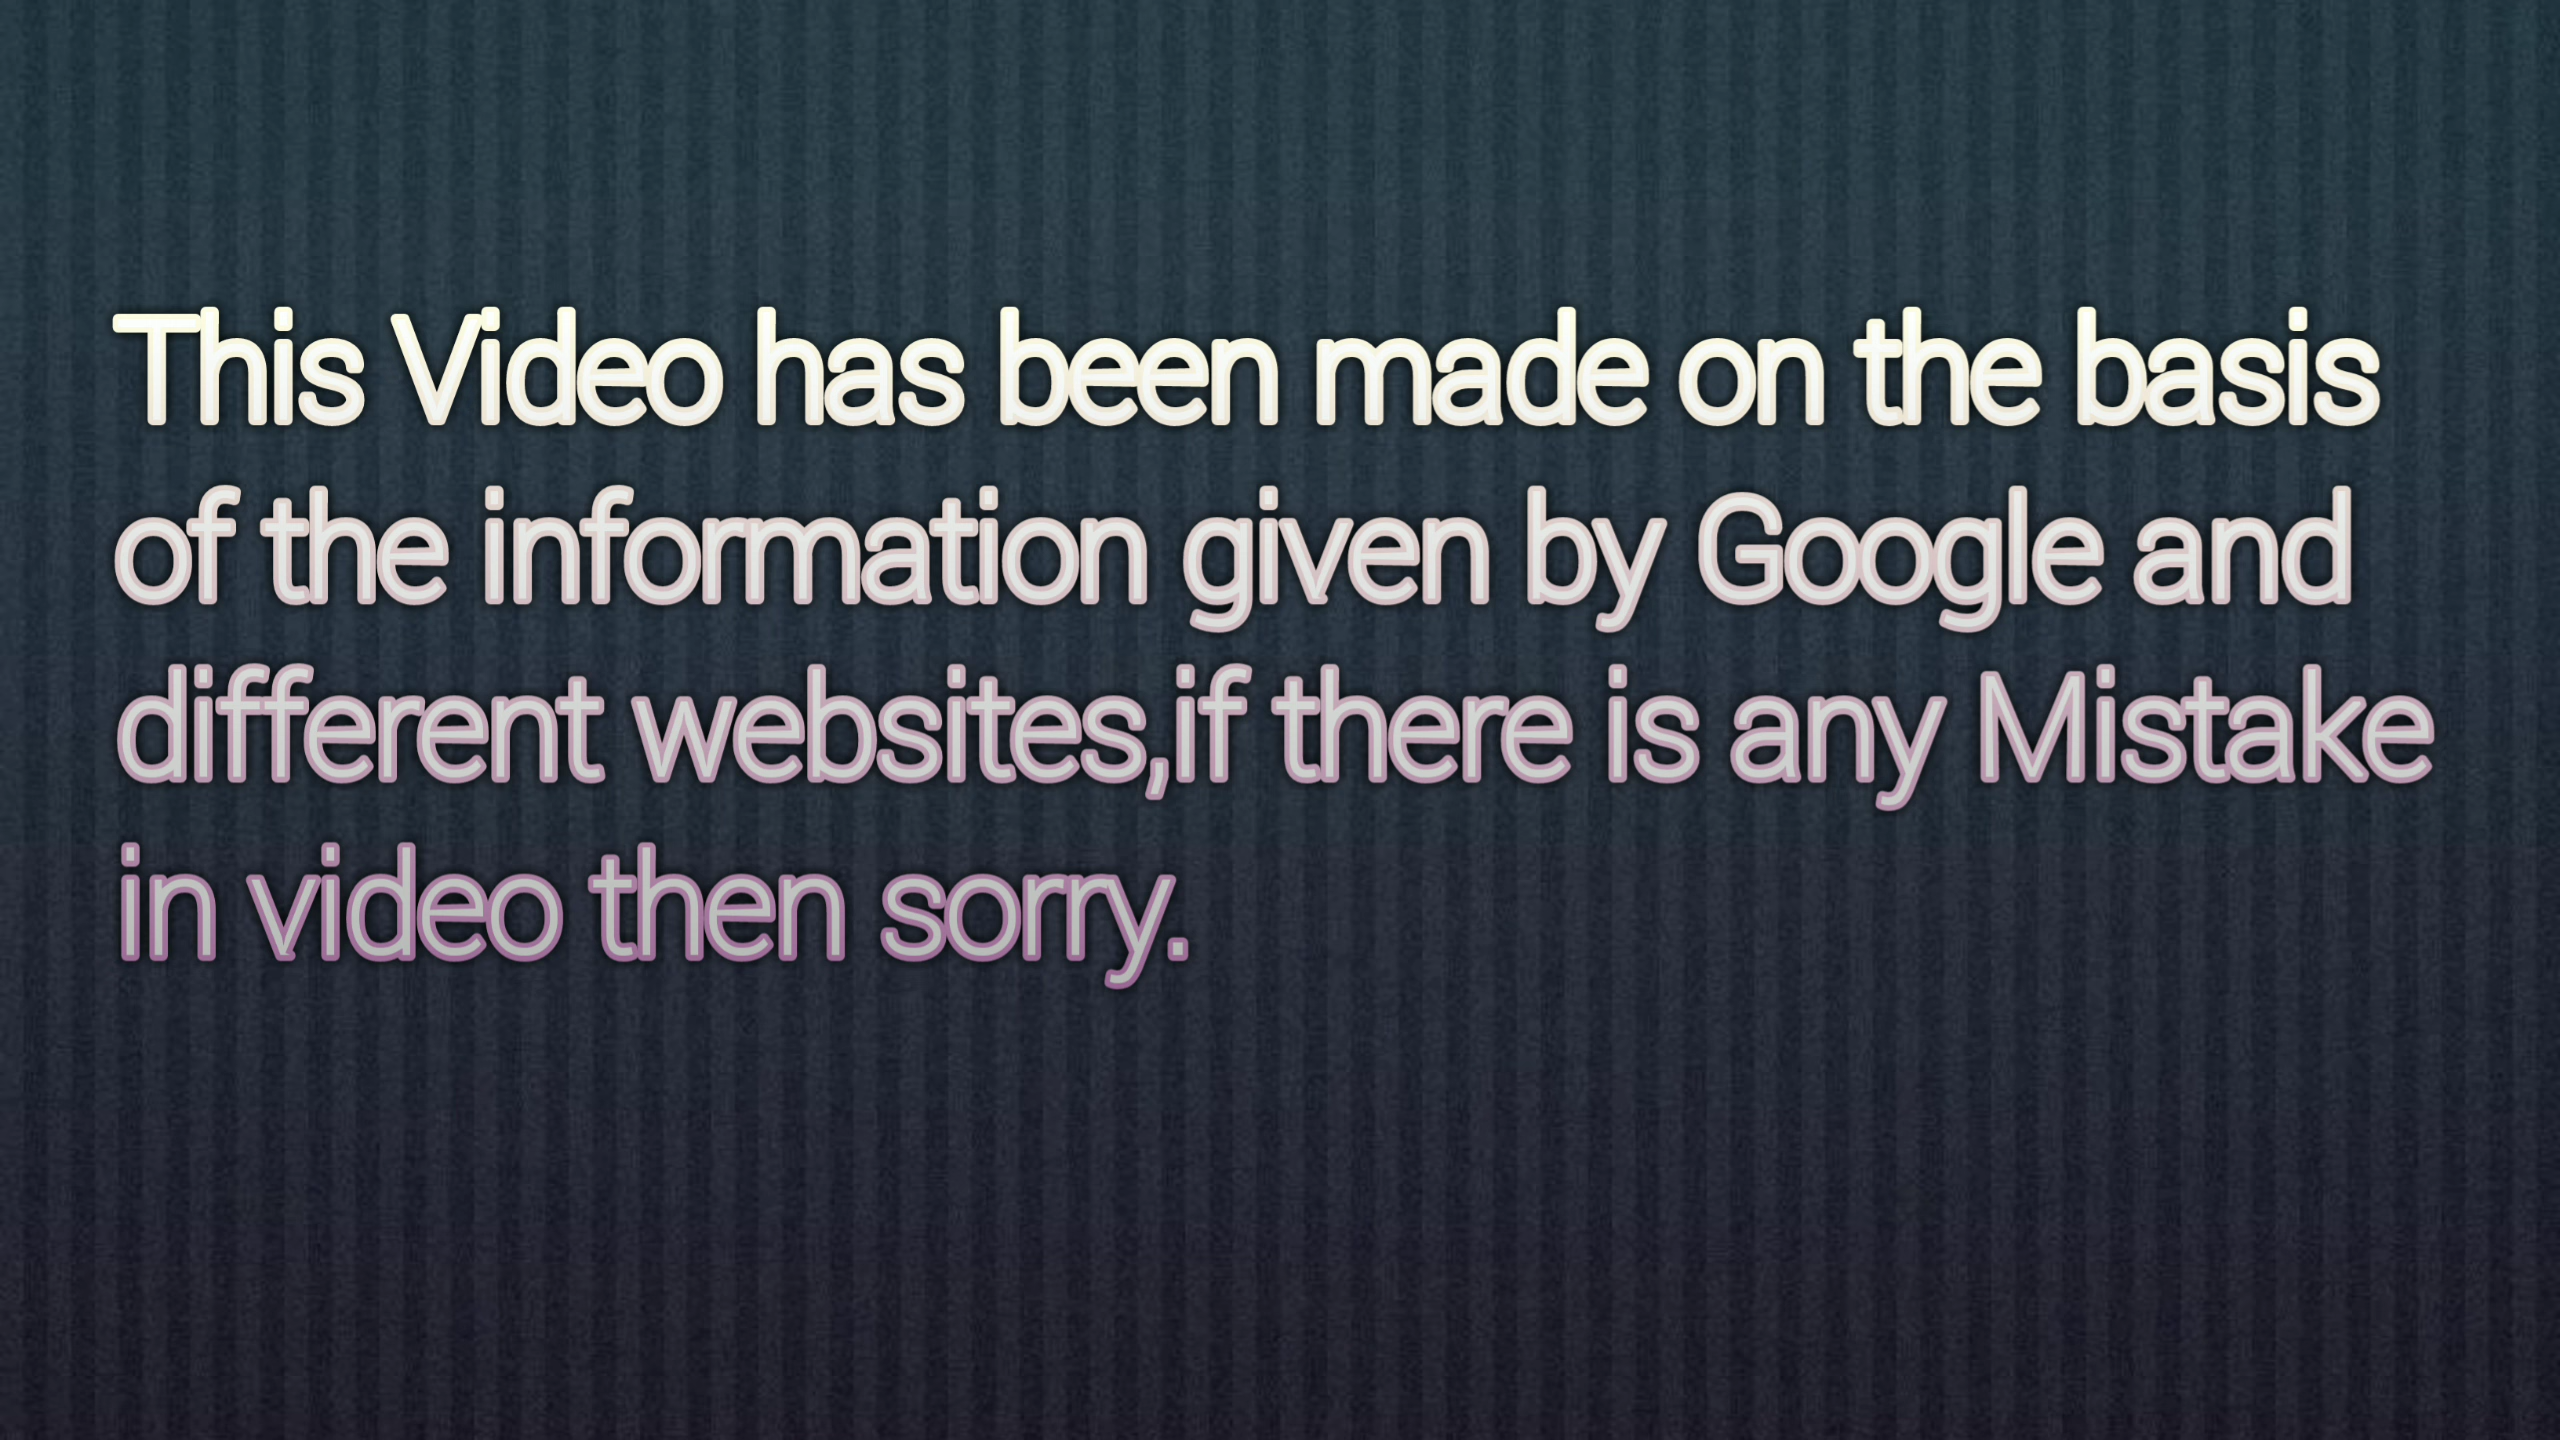 This Video has been made on the basis
of the information given by Google and
different websites,if there is any Mistake
in video then sorry.